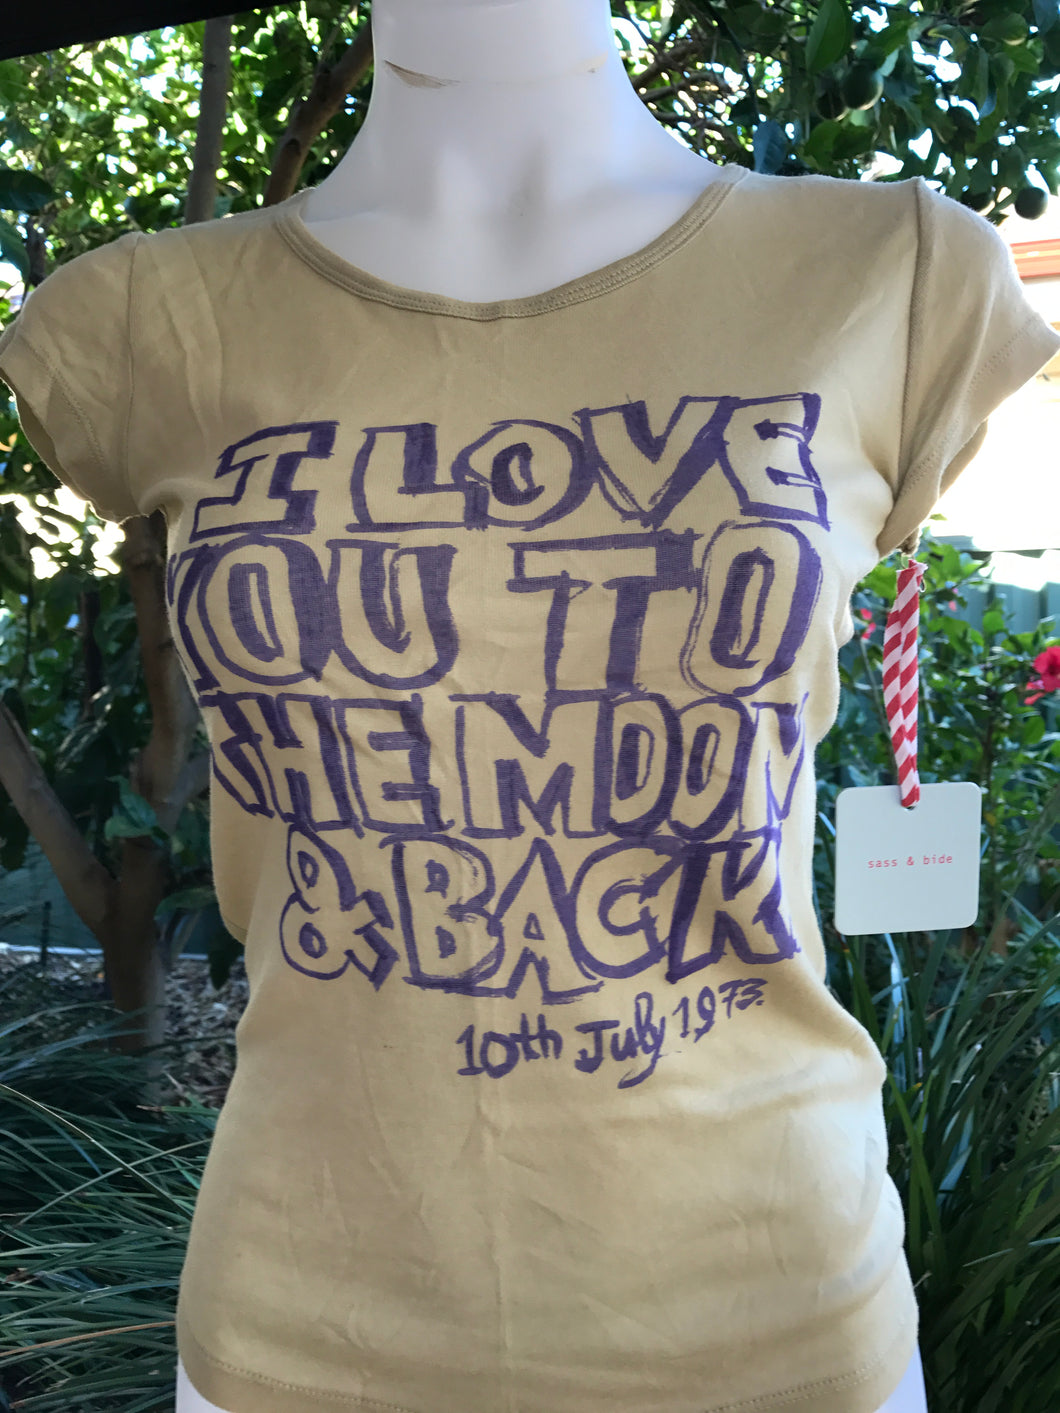 I LOVE
YOU TO
THE MOON
& BACK
10th July 1973.
sass & bide